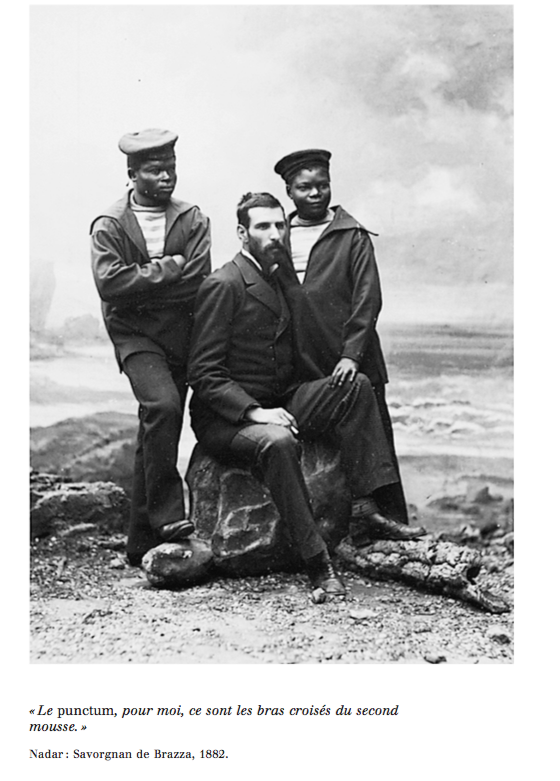 « Le punctum, pour moi, ce sont les bras croisés du second
mousse. »
Nadar : Savorgnan de Brazza, 1882.